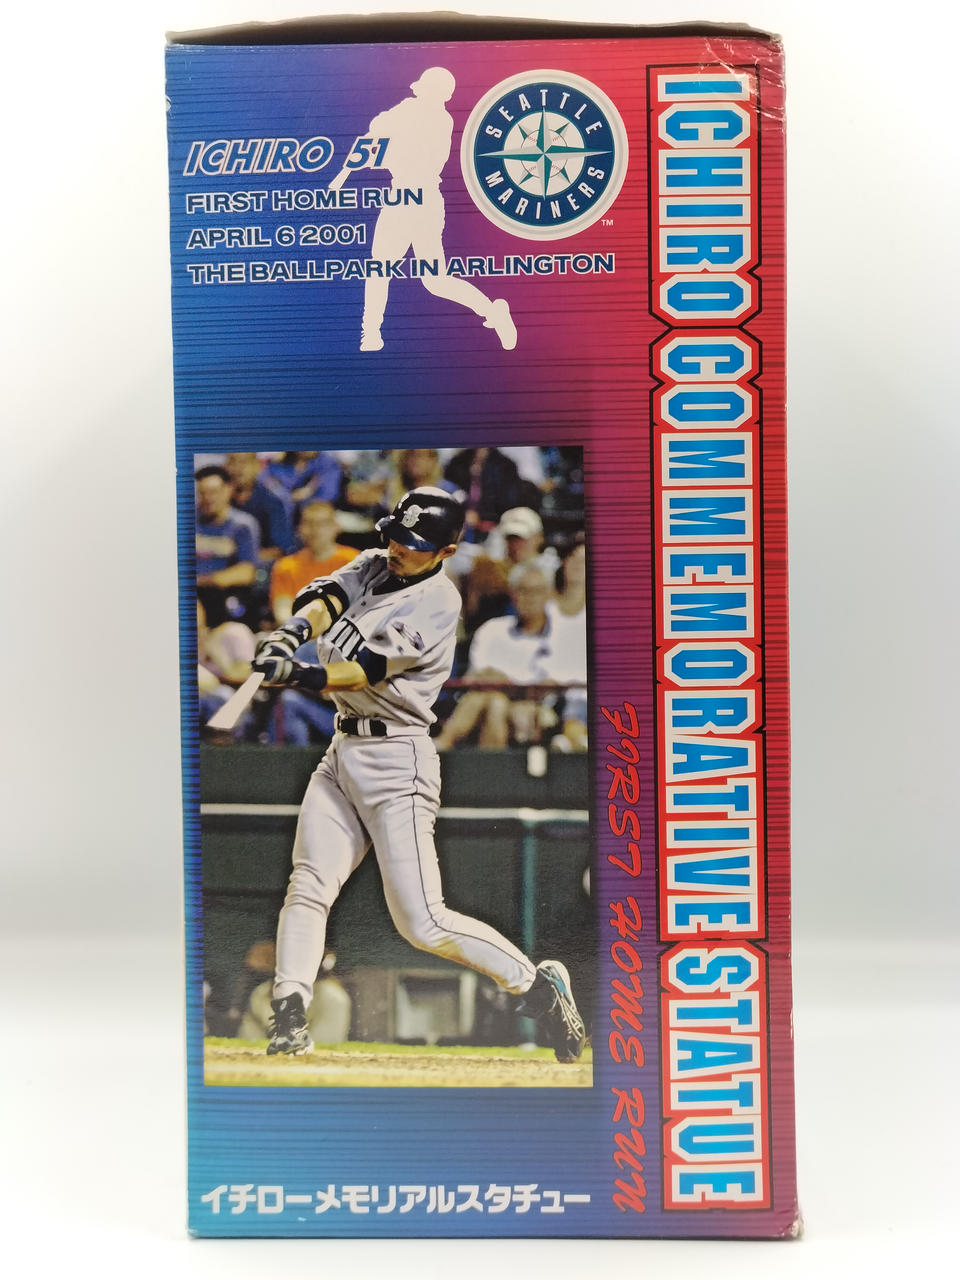 ICHIRO 51
FIRST HOME RUN
APRIL 6 2001
THE BALLPARK IN ARLINGTON
SEATTLE
MARINERS
TM
ICHIRO COMMEMORATIVE STATUE
FIRST HOME RUN
イチローメモリアルスタチュー